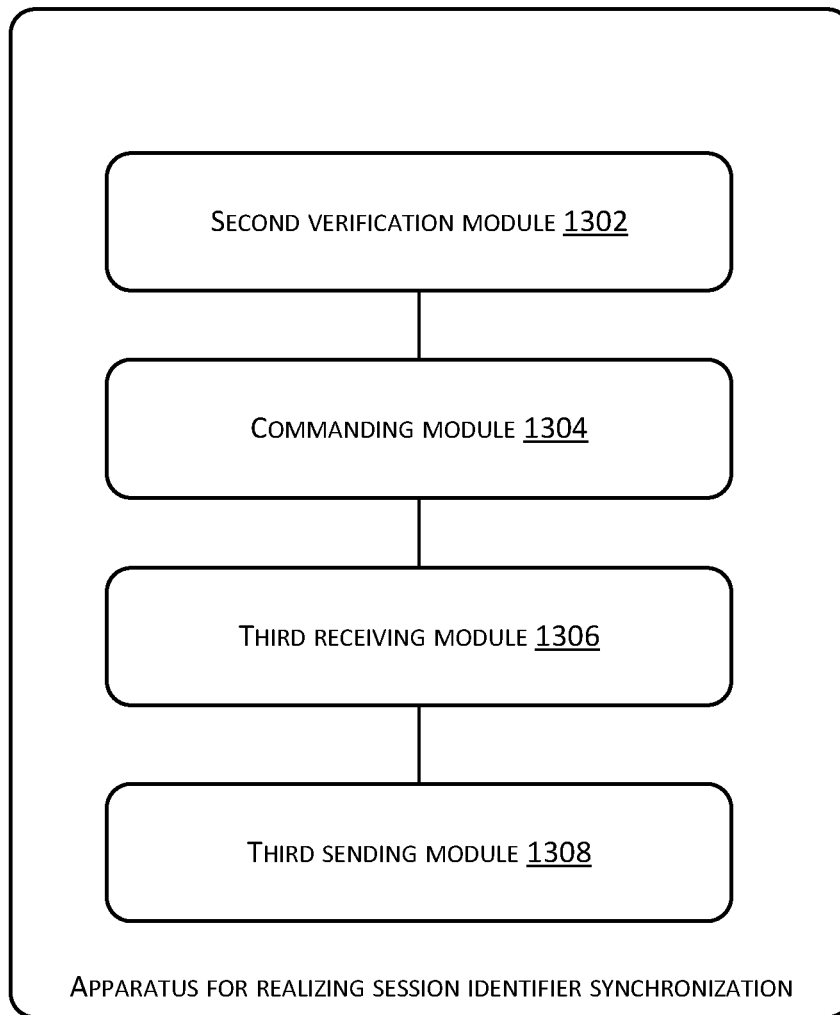 Second verification module 1302
Commanding module 1304
Third receiving module 1306
Third sending module 1308
Apparatus for realizing session identifier synchronization